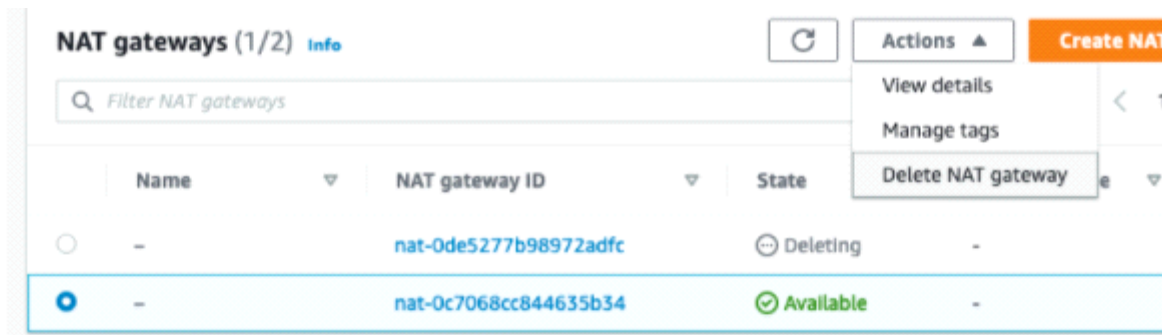 NAT gateways (1/2) Info
Actions ▲
Create NAT
Filter NAT gateways
View details
Manage tags
Delete NAT gateway
Name
NAT gateway ID
State
e
–
nat-0de5277b98972adfc
Deleting
-
–
nat-0c7068cc844635b34
Available
-